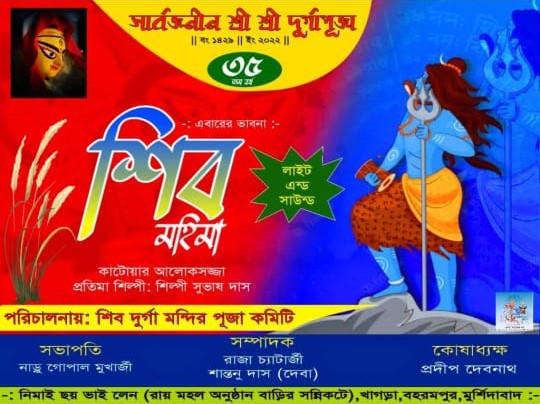 সার্বজনীন শ্রী শ্রী দুর্গাপূজা
|| বং ১৪২৯ || ইং ২০২২ ||
৩৫
তম বর্ষ
-: এবারের ভাবনা :-
শিব
মহিমা
লাইট
এন্ড
সাউন্ড
কাটোয়ার আলোকসজ্জা
প্রতিমা শিল্পী: শিল্পী সুভাষ দাস
পরিচালনায়: শিব দুর্গা মন্দির পূজা কমিটি
সভাপতি
নাড়ু গোপাল মুখার্জী
সম্পাদক
রাজা চ্যাটার্জী
শান্তনু দাস (দেবা)
কোষাধ্যক্ষ
প্রদীপ দেবনাথ
-: নিমাই ছয় ভাই লেন (রায় মহল অনুষ্ঠান বাড়ির সন্নিকটে),খাগড়া,বহরমপুর,মুর্শিদাবাদ :-